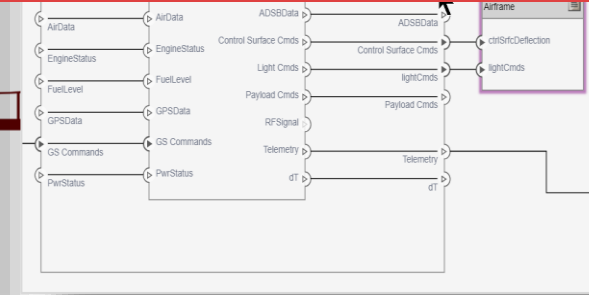 Airframe
AirData
AirData
ADSBData
ADSBData
EngineStatus
EngineStatus
Control Surface Cmds
Control Surface Cmds
ctrlSrfcDeflection
FuelLevel
FuelLevel
Light Cmds
lightCmds
lightCmds
GPSData
GPSData
Payload Cmds
Payload Cmds
RFSignal
GS Commands
GS Commands
Telemetry
Telemetry
PwrStatus
PwrStatus
dT
dT